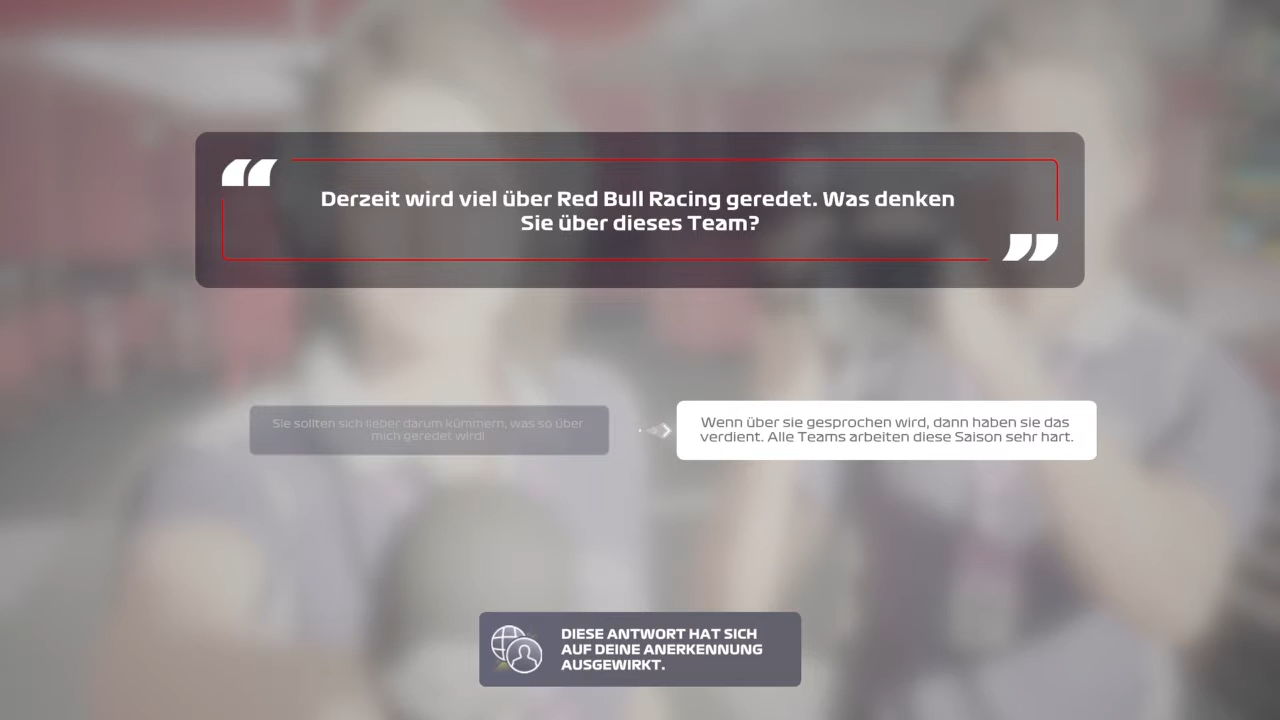 Derzeit wird viel über Red Bull Racing geredet. Was denken
Sie über dieses Team?
Sie sollten sich lieber darum kümmern, was so über
mich geredet wird!
Wenn über sie gesprochen wird, dann haben sie das
verdient. Alle Teams arbeiten diese Saison sehr hart.
DIESE ANTWORT HAT SICH
AUF DEINE ANERKENNUNG
AUSGEWIRKT.